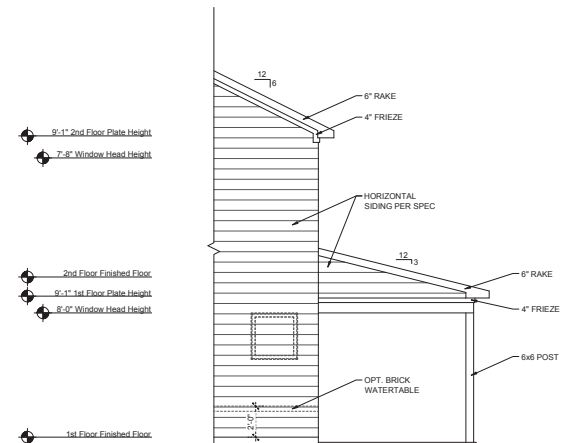 12
6
6" RAKE
4" FRIEZE
9'-1" 2nd Floor Plate Height
7'-8" Window Head Height
HORIZONTAL
SIDING PER SPEC
12
3
2nd Floor Finished Floor
6" RAKE
9'-1" 1st Floor Plate Height
8'-0" Window Head Height
4" FRIEZE
6x6 POST
OPT. BRICK
WATERTABLE
2'-0"
1st Floor Finished Floor